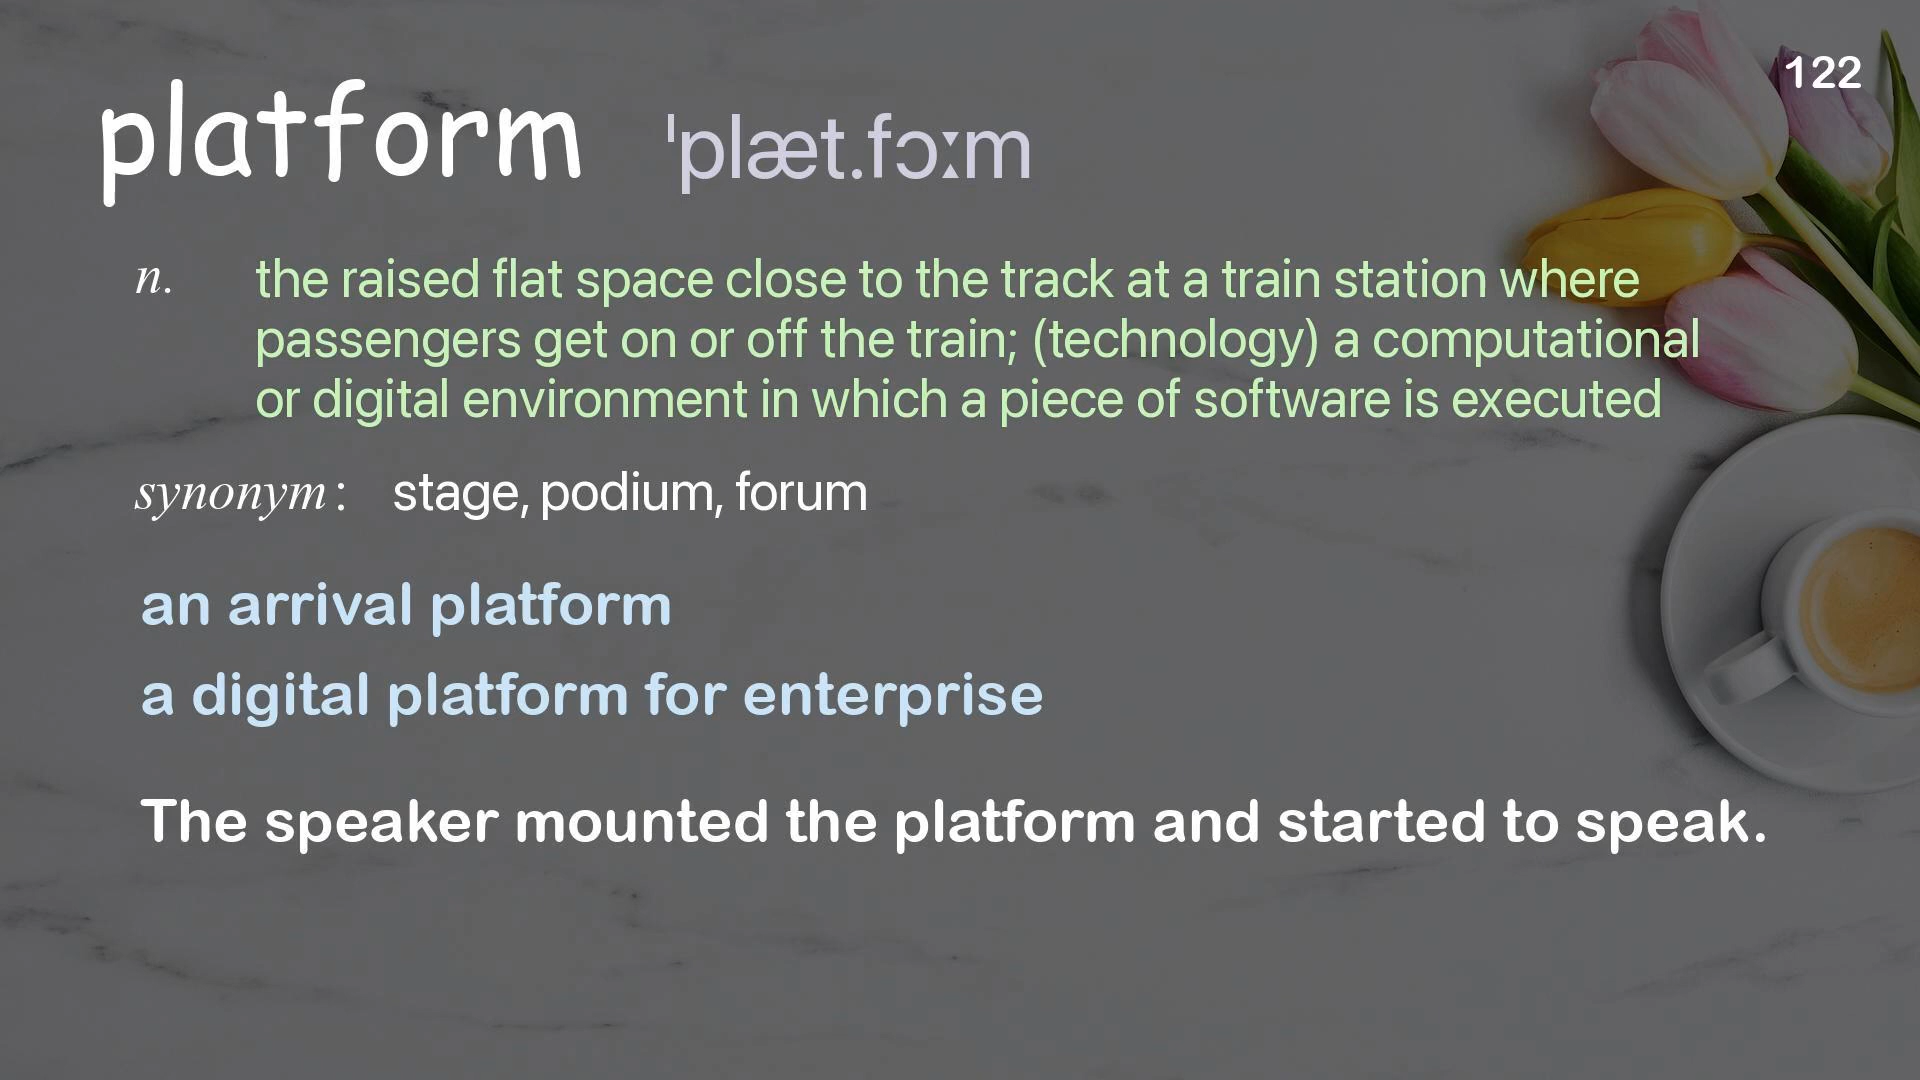 122
platform ˈplæt.fɔːm
n. the raised flat space close to the track at a train station where
passengers get on or off the train; (technology) a computational
or digital environment in which a piece of software is executed
synonym: stage, podium, forum
an arrival platform
a digital platform for enterprise
The speaker mounted the platform and started to speak.